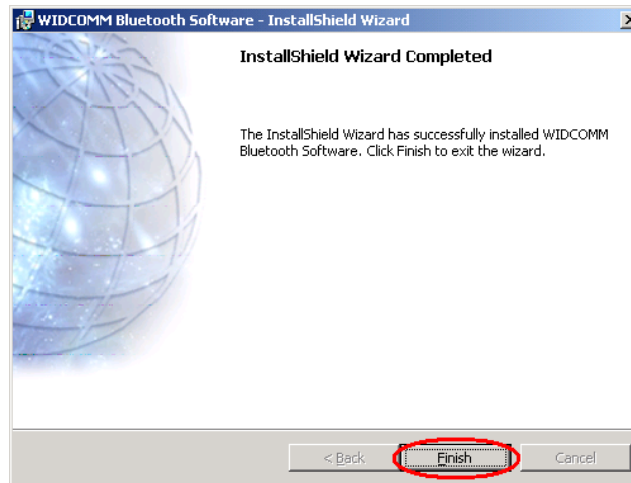 WIDCOMM Bluetooth Software - InstallShield Wizard
InstallShield Wizard Completed
The InstallShield Wizard has successfully installed WIDCOMM
Bluetooth Software. Click Finish to exit the wizard.
< Back Finish Cancel